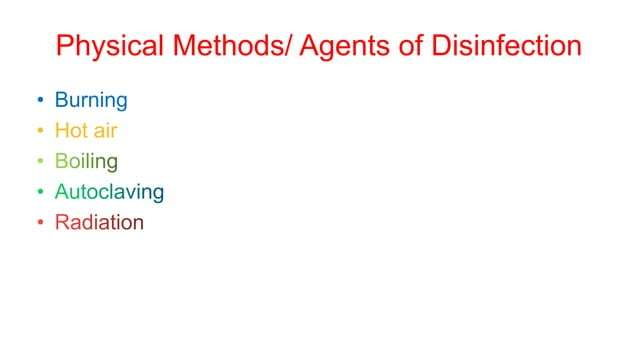 Physical Methods/ Agents of Disinfection
• Burning
• Hot air
• Boiling
• Autoclaving
• Radiation